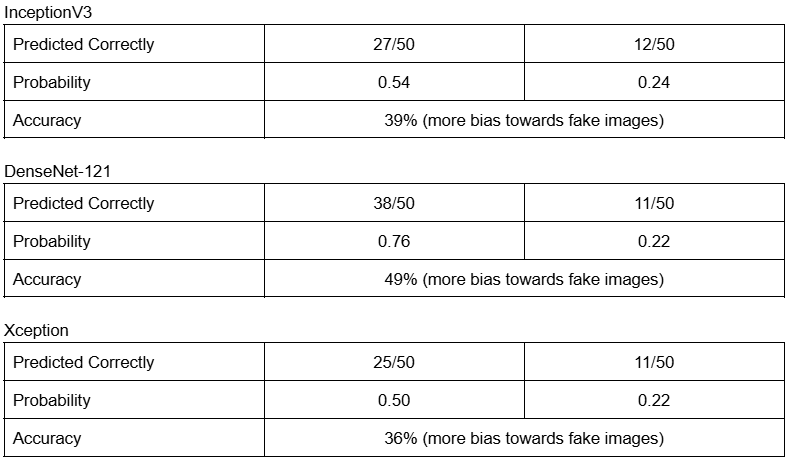 InceptionV3
Predicted Correctly 27/50 12/50
Probability 0.54 0.24
Accuracy 39% (more bias towards fake images)
DenseNet-121
Predicted Correctly 38/50 11/50
Probability 0.76 0.22
Accuracy 49% (more bias towards fake images)
Xception
Predicted Correctly 25/50 11/50
Probability 0.50 0.22
Accuracy 36% (more bias towards fake images)